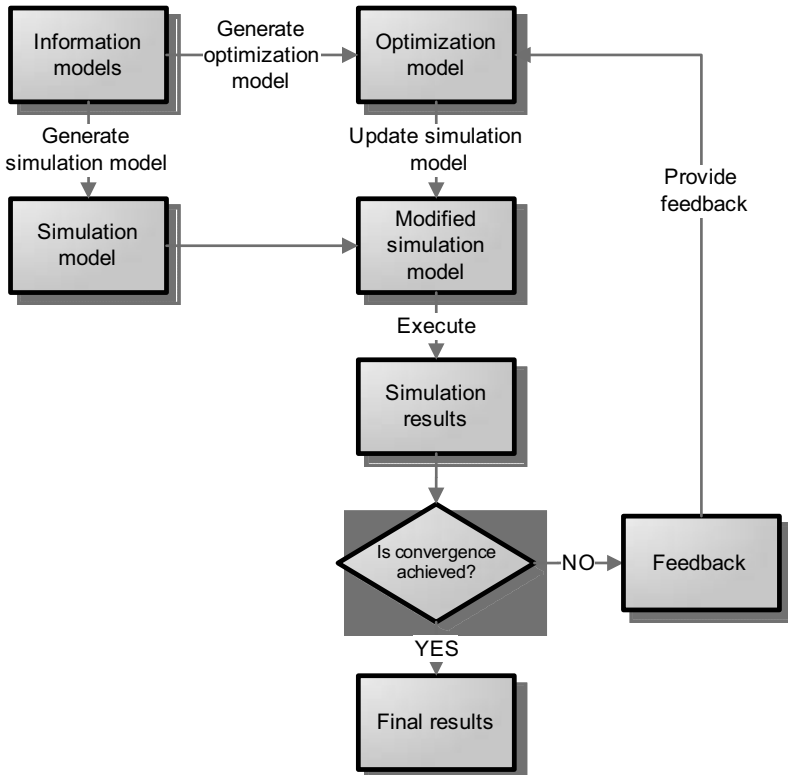 Information
models
Generate
optimization
model
Optimization
model
Generate
simulation model
Update simulation
model
Provide
feedback
Simulation
model
Modified
simulation
model
Execute
Simulation
results
Is convergence
achieved?
NO
Feedback
YES
Final results